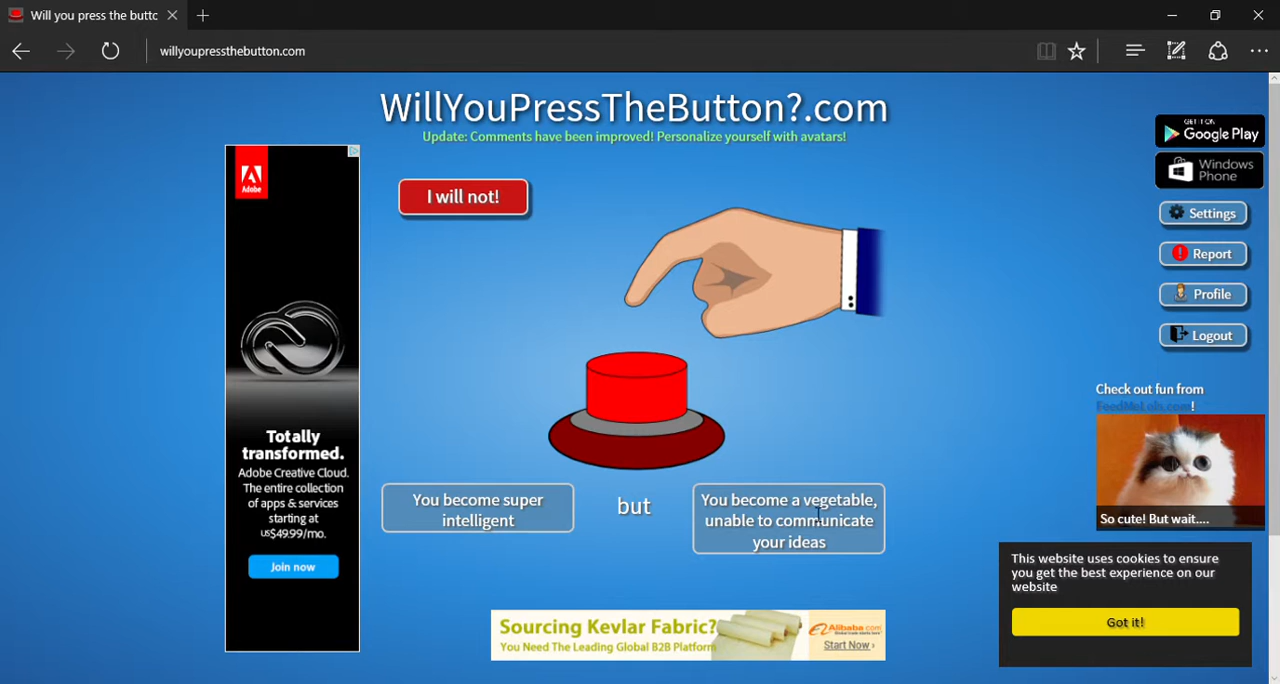 Will you press the buttc
willyoupressthebutton.com
WillYouPressTheButton?.com
Update: Comments have been improved! Personalize yourself with avatars!
Adobe
Totally
transformed.
Adobe Creative Cloud.
The entire collection
of apps & services
starting at
US$49.99/mo.
Join now
I will not!
You become super
intelligent
but
You become a vegetable,
unable to communicate
your ideas
Sourcing Kevlar Fabric?
You Need The Leading Global B2B Platform
Alibaba.com
Start Now ›
GET IT ON
Google Play
Windows
Phone
Settings
Report
Profile
Logout
Check out fun from
FeedMeLols.com!
So cute! But wait....
This website uses cookies to ensure
you get the best experience on our
website
Got it!